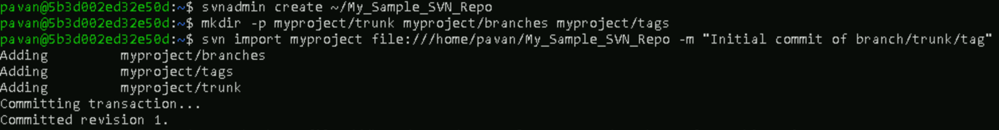 pavan@5b3d002ed32e50d:~$ svnadmin create ~/My_Sample_SVN_Repo
pavan@5b3d002ed32e50d:~$ mkdir -p myproject/trunk myproject/branches myproject/tags
pavan@5b3d002ed32e50d:~$ svn import myproject file:///home/pavan/My_Sample_SVN_Repo -m "Initial commit of branch/trunk/tag"
Adding         myproject/branches
Adding         myproject/tags
Adding         myproject/trunk
Committing transaction...
Committed revision 1.